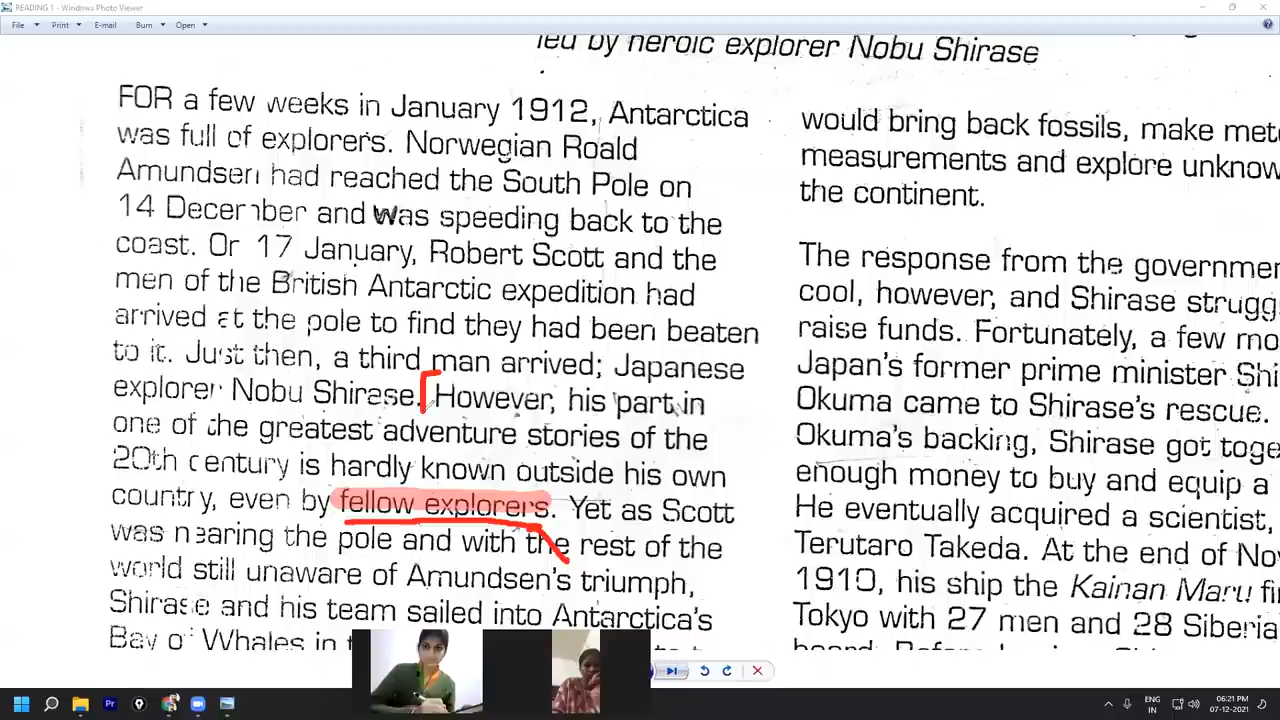 READING 1 - Windows Photo Viewer
File Print E-mail Burn Open
led by heroic explorer Nobu Shirase
FOR a few weeks in January 1912, Antarctica
was full of explorers. Norwegian Roald
Amundsen had reached the South Pole on
14 December and was speeding back to the
coast. On 17 January, Robert Scott and the
men of the British Antarctic expedition had
arrived at the pole to find they had been beaten
to it. Just then, a third man arrived; Japanese
explorer Nobu Shirase. However, his part in
one of the greatest adventure stories of the
20th century is hardly known outside his own
country, even by fellow explorers. Yet as Scott
was nearing the pole and with the rest of the
world still unaware of Amundsen's triumph,
Shirase and his team sailed into Antarctica's
Bay of Whales in
would bring back fossils, make mete
measurements and explore unknow
the continent.
The response from the governmen
cool, however, and Shirase strugg
raise funds. Fortunately, a few mo
Japan's former prime minister Shi
Okuma came to Shirase's rescue.
Okuma's backing, Shirase got toge
enough money to buy and equip a
He eventually acquired a scientist,
Terutaro Takeda. At the end of Nov
1910, his ship the Kainan Maru fi
Tokyo with 27 men and 28 Siberia
Pr
ENG
IN
06:21 PM
07-12-2021